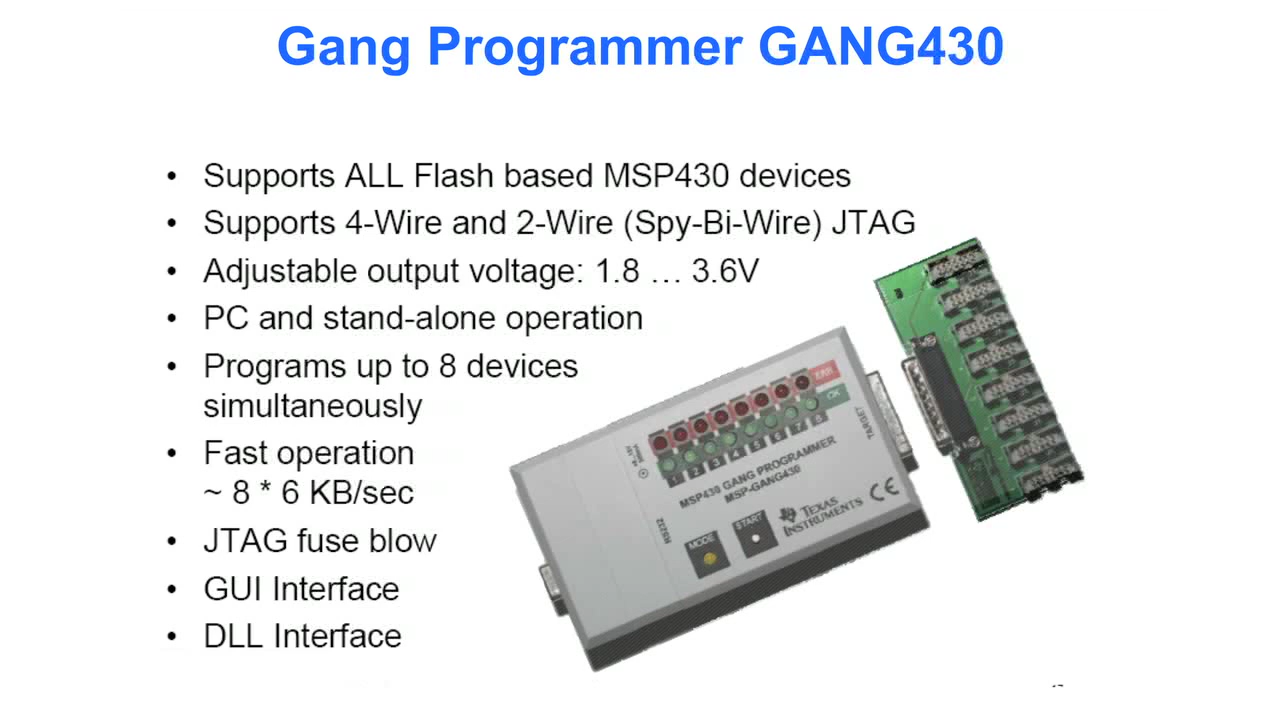 Gang Programmer GANG430
• Supports ALL Flash based MSP430 devices
• Supports 4-Wire and 2-Wire (Spy-Bi-Wire) JTAG
• Adjustable output voltage: 1.8 … 3.6V
• PC and stand-alone operation
• Programs up to 8 devices
simultaneously
• Fast operation
~ 8 * 6 KB/sec
• JTAG fuse blow
• GUI Interface
• DLL Interface
ERR
OK
1 2 3 4 5 6 7 8
TARGET
MSP430 GANG PROGRAMMER
MSP-GANG430
RS232
MODE
START
TEXAS
INSTRUMENTS
CE